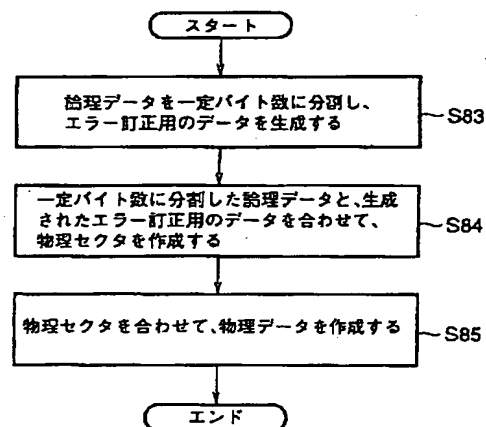 スタート
論理データを一定バイト数に分割し、
エラー訂正用のデータを生成する
S83
一定バイト数に分割した論理データと、生成
されたエラー訂正用のデータを合わせて、
物理セクタを作成する
S84
物理セクタを合わせて、物理データを作成する
S85
エンド